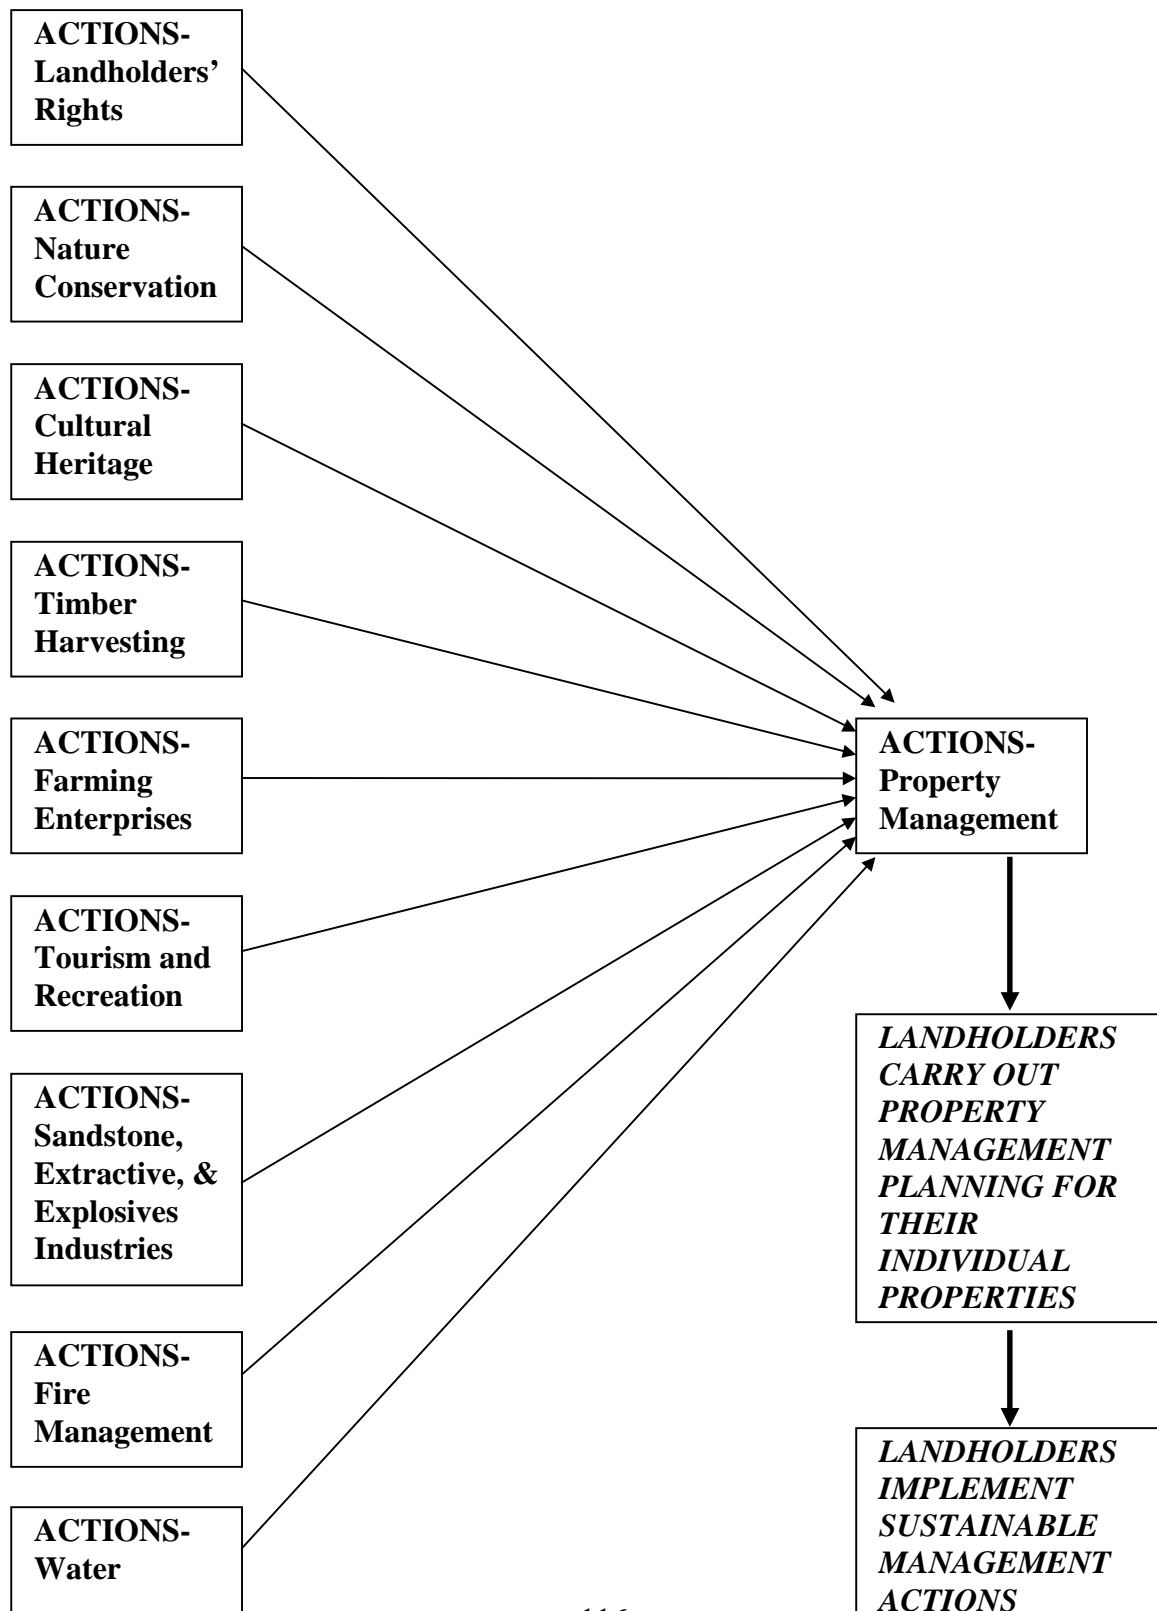 ACTIONS-
Landholders’
Rights
ACTIONS-
Nature
Conservation
ACTIONS-
Cultural
Heritage
ACTIONS-
Timber
Harvesting
ACTIONS-
Farming
Enterprises
ACTIONS-
Tourism and
Recreation
ACTIONS-
Sandstone,
Extractive, &
Explosives
Industries
ACTIONS-
Fire
Management
ACTIONS-
Water
ACTIONS-
Property
Management
LANDHOLDERS
CARRY OUT
PROPERTY
MANAGEMENT
PLANNING FOR
THEIR
INDIVIDUAL
PROPERTIES
LANDHOLDERS
IMPLEMENT
SUSTAINABLE
MANAGEMENT
ACTIONS